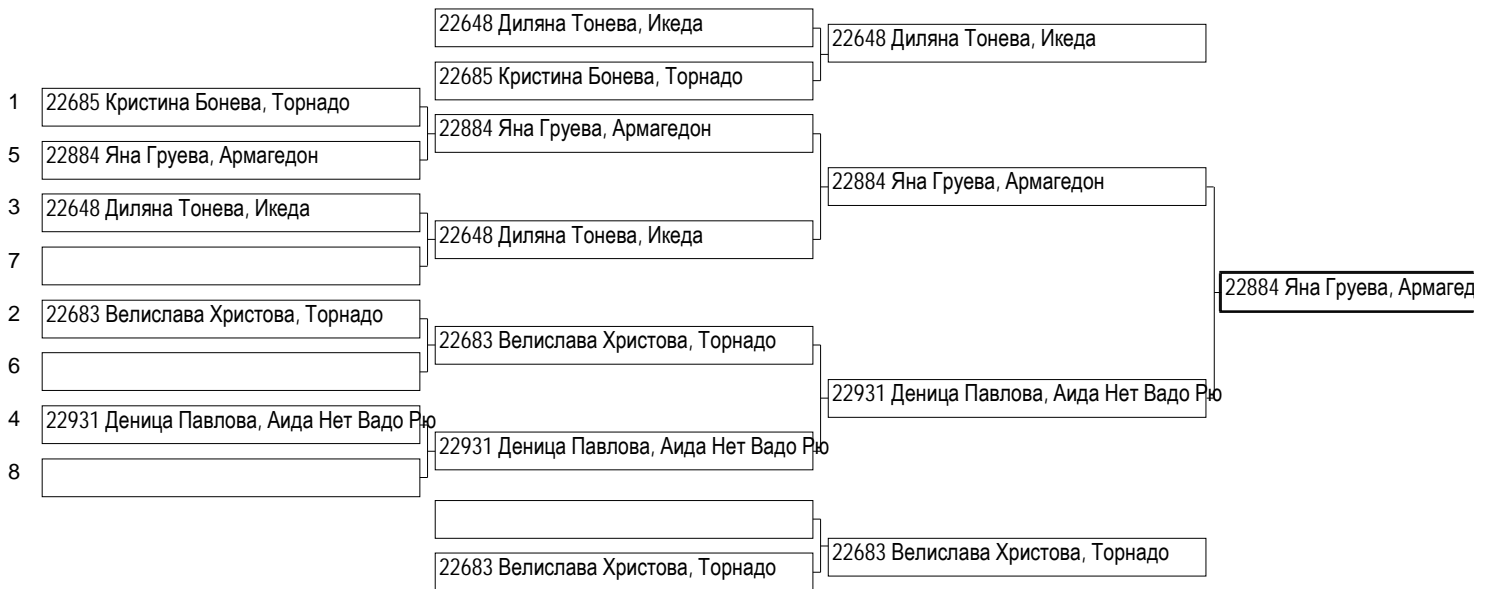 22648 Диляна Тонева, Икеда
22648 Диляна Тонева, Икеда
22685 Кристина Бонева, Торнадо
1 22685 Кристина Бонева, Торнадо
22884 Яна Груева, Армагедон
5 22884 Яна Груева, Армагедон
22884 Яна Груева, Армагедон
3 22648 Диляна Тонева, Икеда
22648 Диляна Тонева, Икеда
7
22884 Яна Груева, Армагед
2 22683 Велислава Христова, Торнадо
22683 Велислава Христова, Торнадо
6
22931 Деница Павлова, Аида Нет Вадо Рю
4 22931 Деница Павлова, Аида Нет Вадо Рю
22931 Деница Павлова, Аида Нет Вадо Рю
8
22683 Велислава Христова, Торнадо
22683 Велислава Христова, Торнадо